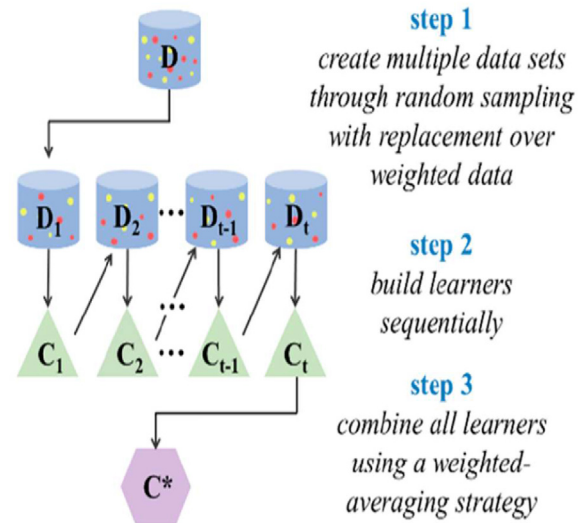 D
step 1
create multiple data sets
through random sampling
with replacement over
weighted data
D₁ D₂ ... Dₜ₋₁ Dₜ
step 2
build learners
sequentially
...
C₁ C₂ ... Cₜ₋₁ Cₜ
step 3
combine all learners
using a weighted-
averaging strategy
C*